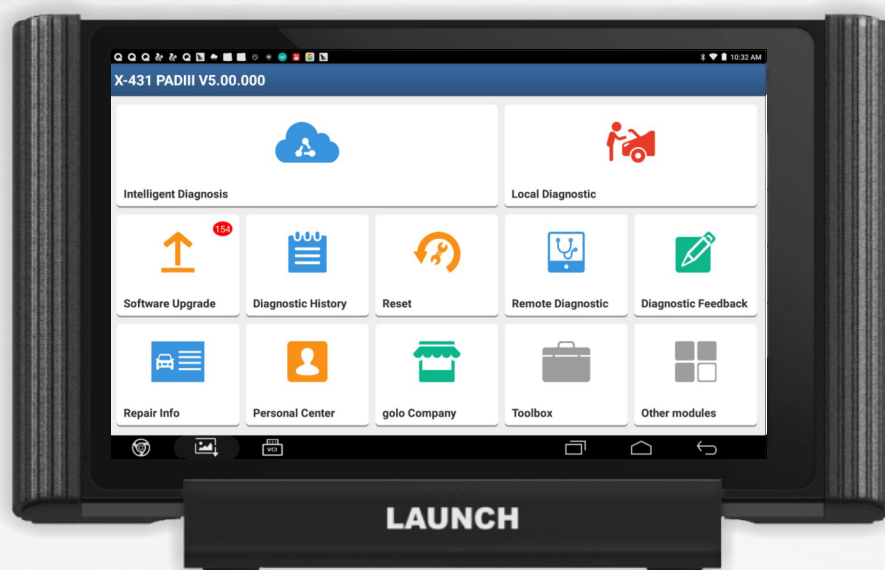 10:32 AM
X-431 PADIII V5.00.000
Intelligent Diagnosis
Local Diagnostic
154
Software Upgrade
Diagnostic History
Reset
Remote Diagnostic
Diagnostic Feedback
Repair Info
Personal Center
golo Company
Toolbox
Other modules
VCI
LAUNCH